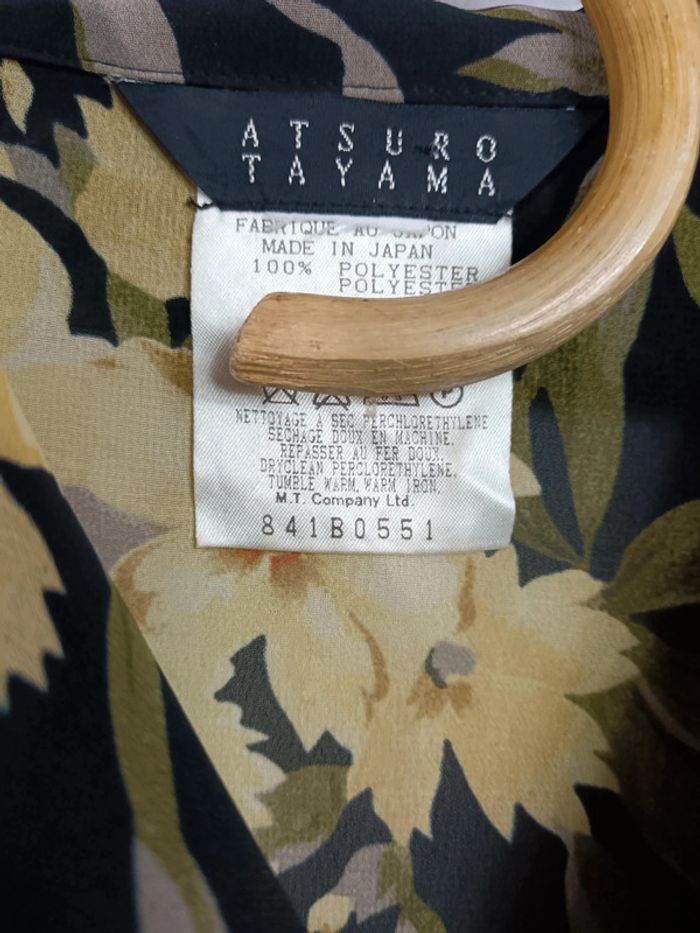 ATSURO
TAYAMA
FABRIQUE AU JAPON
MADE IN JAPAN
100% POLYESTER
POLYESTER
NETTOYAGE A SEC PERCHLORETHYLENE
SECHAGE DOUX EN MACHINE.
REPASSER AU FER DOUX.
DRYCLEAN PERCLORETHYLENE.
TUMBLE WARM, WARM IRON.
M.T. Company Ltd.
841B0551